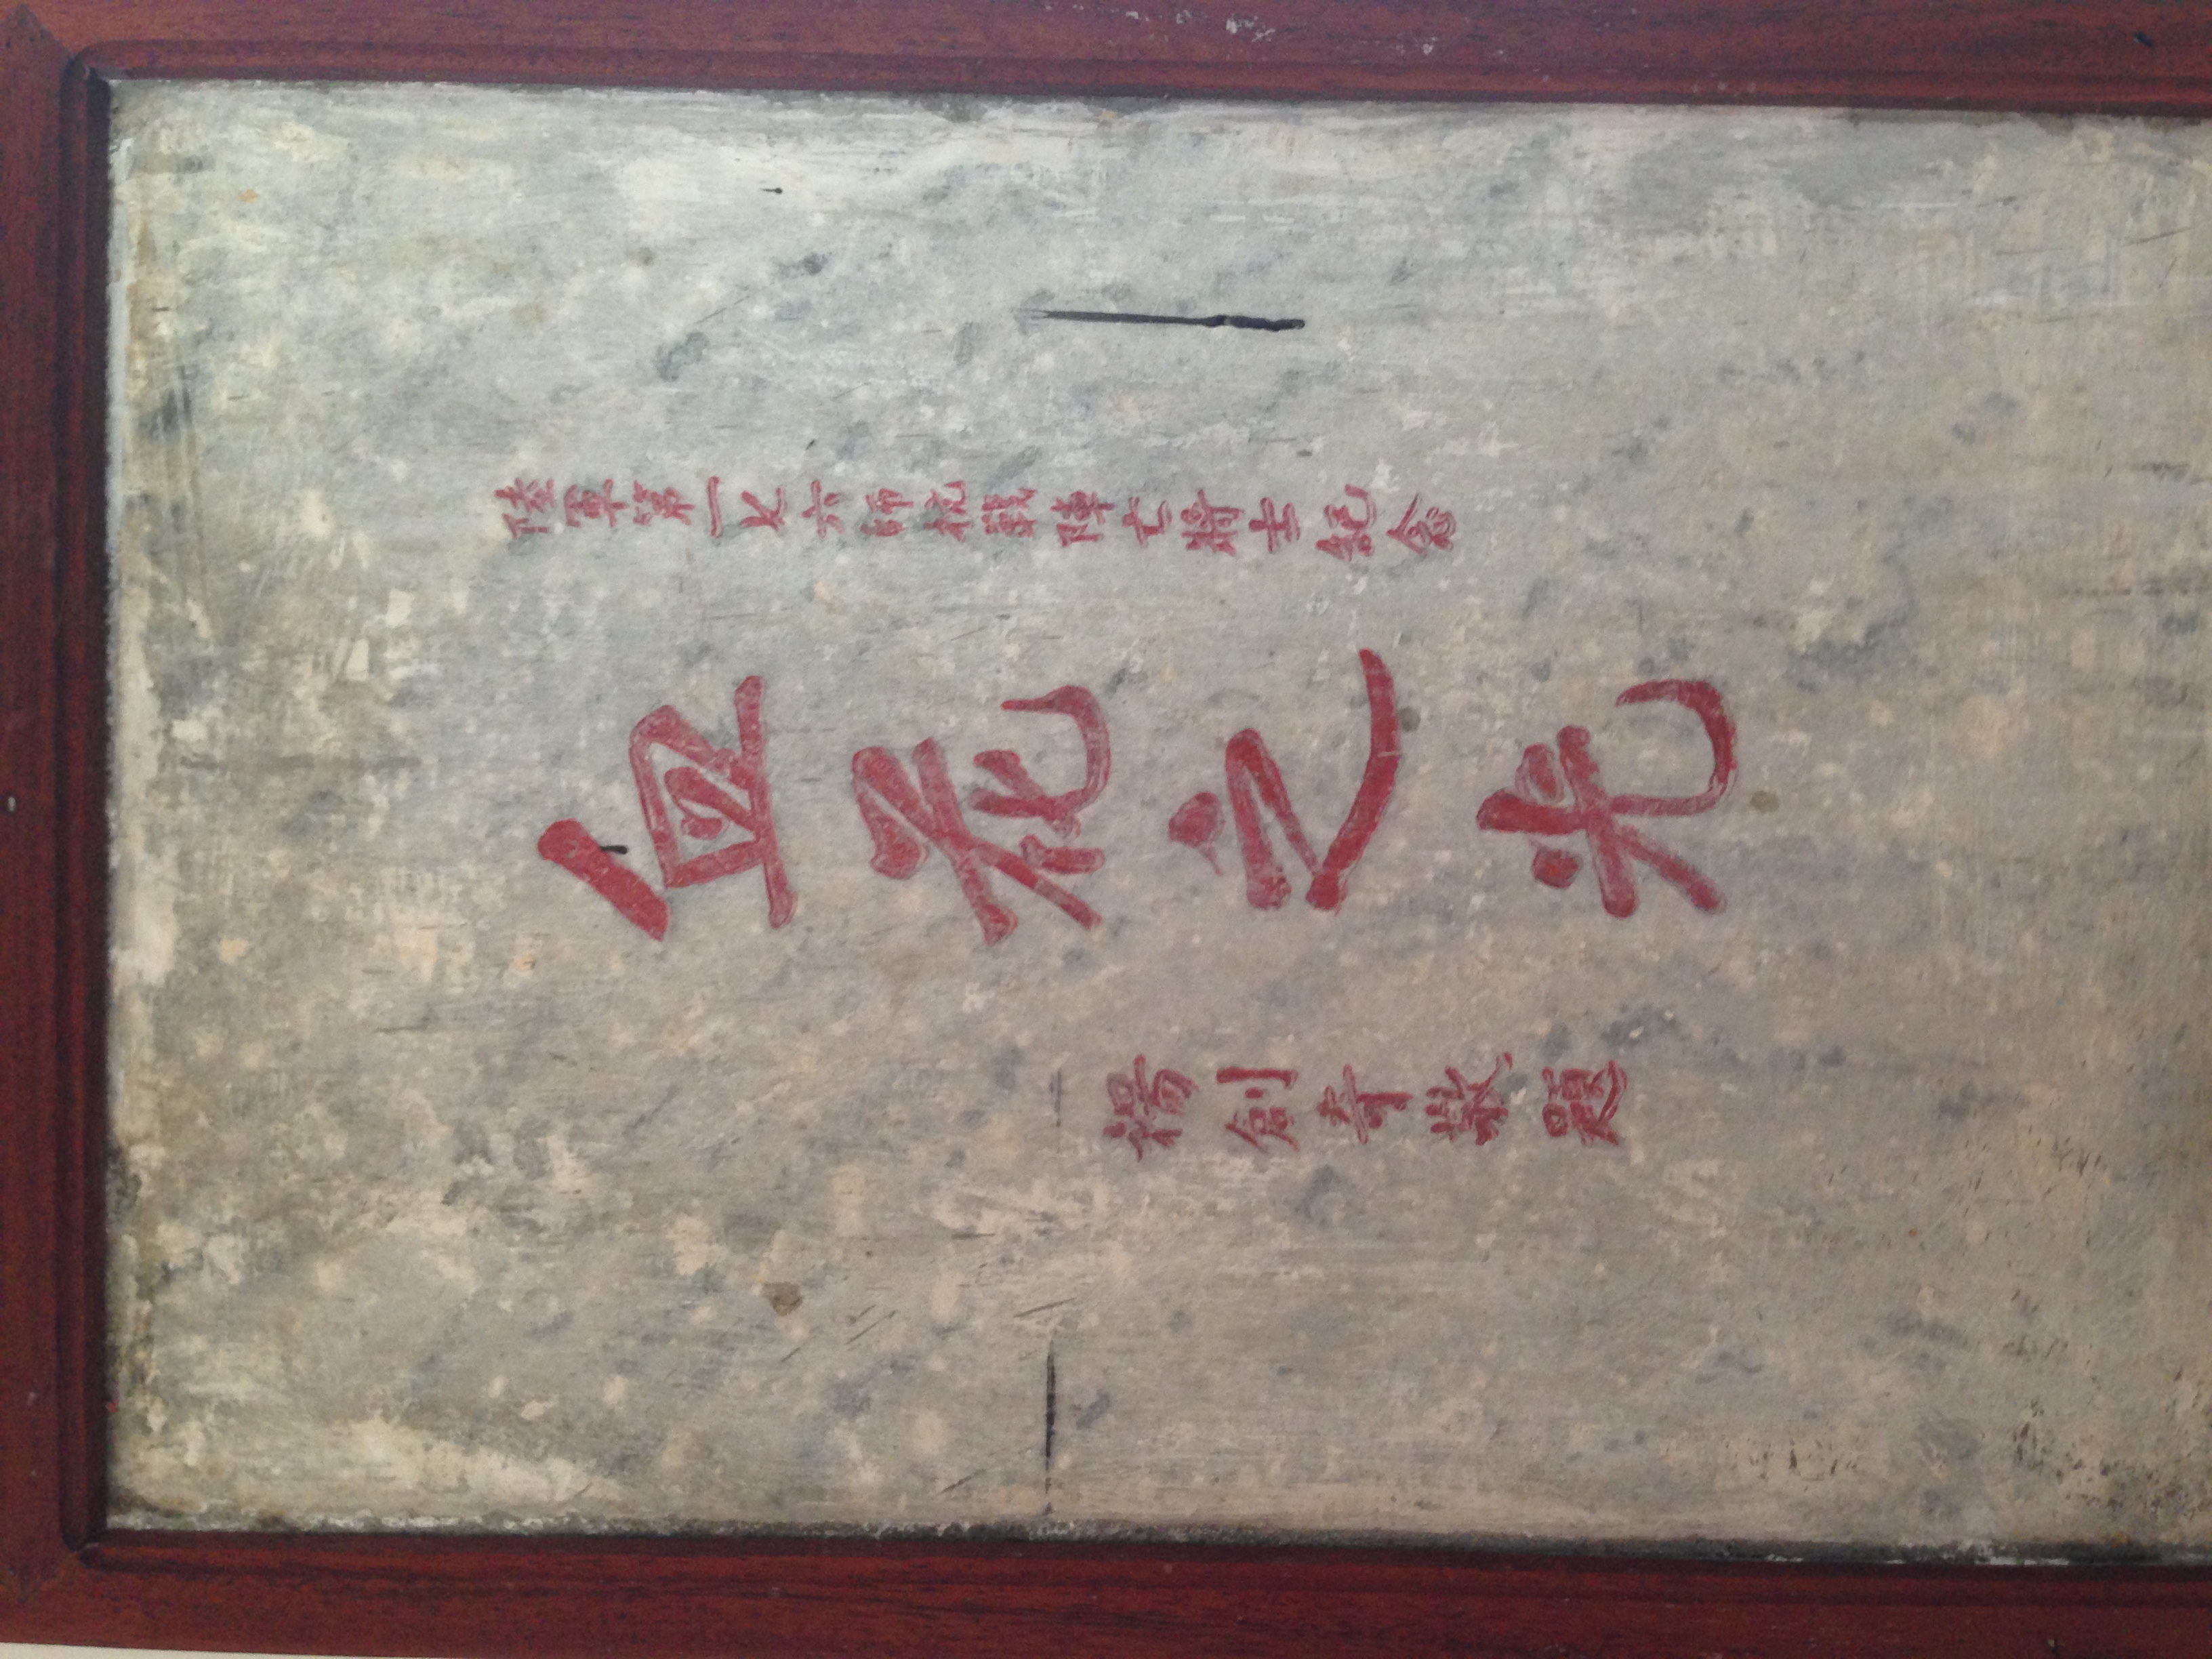 陸軍第一七六師抗戰陣亡將士紀念
血花之光
楊創奇敬題